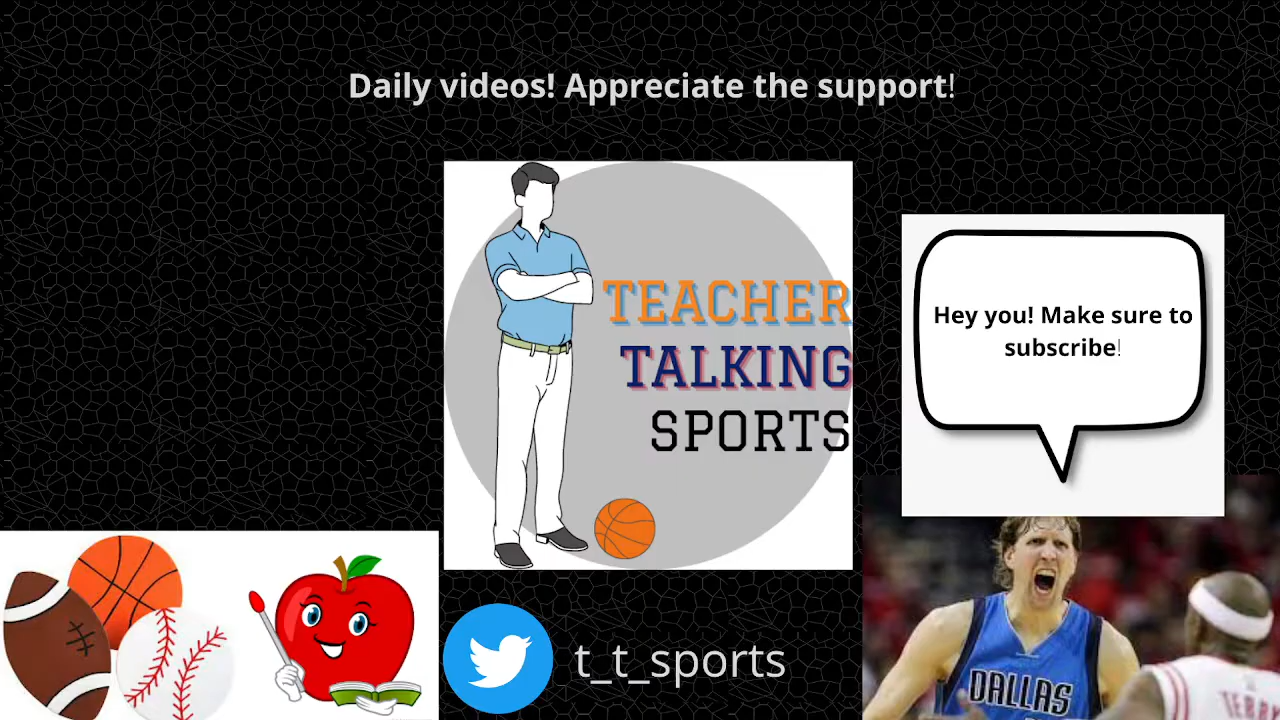 Daily videos! Appreciate the support!
TEACHER
TALKING
SPORTS
Hey you! Make sure to
subscribe!
t_t_sports
DALLAS